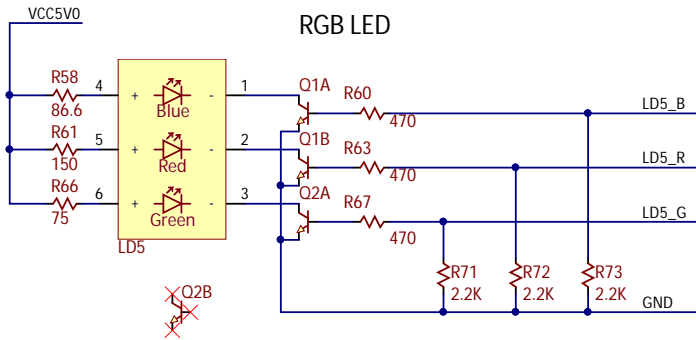 VCC5V0
RGB LED
R58
86.6
4
+
Blue
-
1
Q1A
R60
470
LD5_B
R61
150
5
+
Red
-
2
Q1B
R63
470
LD5_R
R66
75
6
+
Green
-
3
Q2A
R67
470
LD5_G
LD5
R71
2.2K
R72
2.2K
R73
2.2K
Q2B
GND